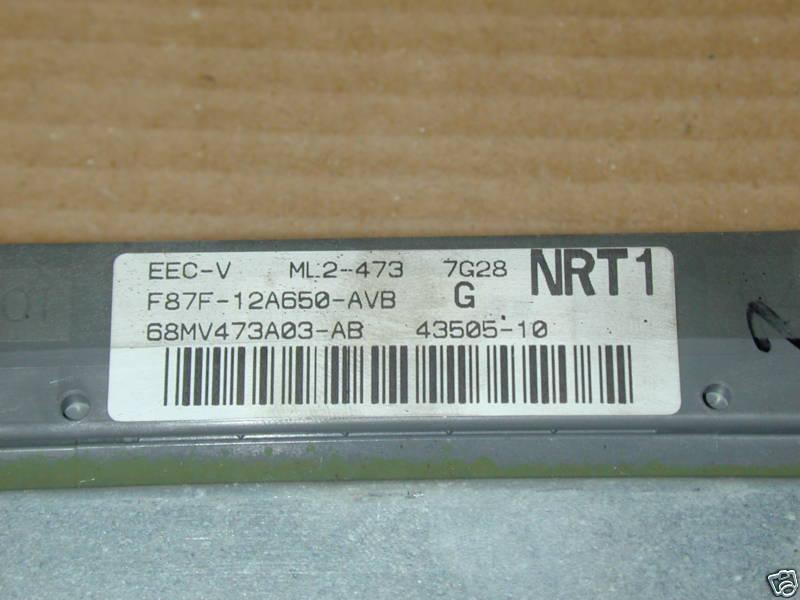 EEC-V ML2-473 7G28 NRT1
F87F-12A650-AVB G
68MV473A03-AB 43505-10